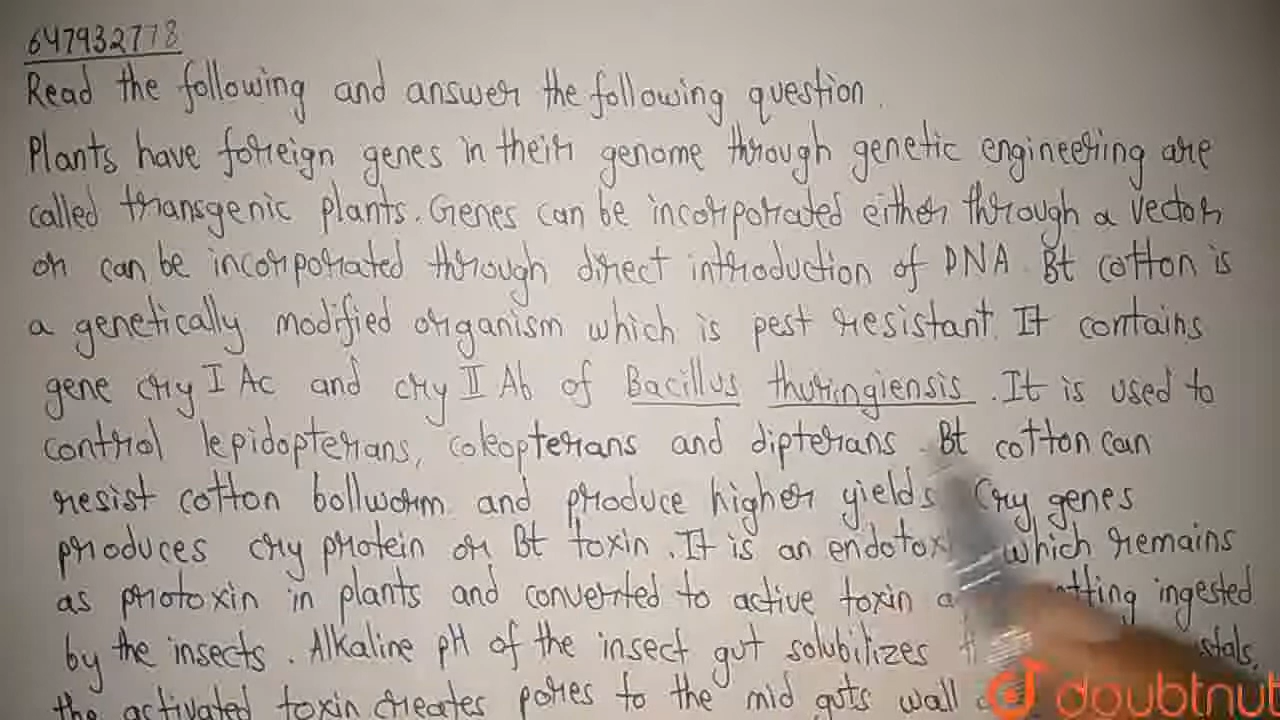 647932778
Read the following and answer the following question.
Plants have foreign genes in their genome through genetic engineering are
called transgenic plants. Genes can be incorporated either through a vector
or can be incorporated through direct introduction of DNA. Bt cotton is
a genetically modified organism which is pest resistant. It contains
gene cry I Ac and cry II Ab of Bacillus thuringiensis. It is used to
control lepidopterans, coleopterans and dipterans. Bt cotton can
resist cotton bollworm and produce higher yields. Cry genes
produces cry protein or Bt toxin. It is an which remains
as protoxin in plants and converted to active toxin ingested
by the insects. Alkaline pH of the insect gut solubilizes
the activated toxin creates pores to the mid guts wall
doubtnut